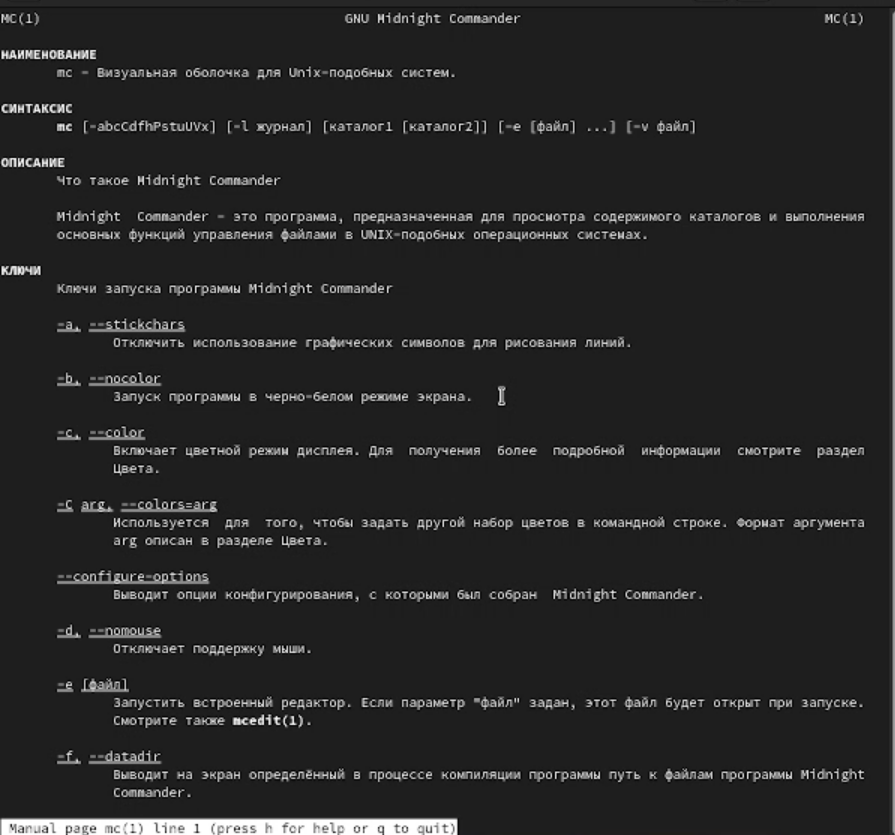 MC(1) GNU Midnight Commander MC(1)
НАИМЕНОВАНИЕ
mc - Визуальная оболочка для Unix-подобных систем.
СИНТАКСИС
mc [-abcCdfhPstuUVx] [-l журнал] [каталог1 [каталог2]] [-e [файл] ...] [-v файл]
ОПИСАНИЕ
Что такое Midnight Commander
Midnight Commander - это программа, предназначенная для просмотра содержимого каталогов и выполнения
основных функций управления файлами в UNIX-подобных операционных системах.
КЛЮЧИ
Ключи запуска программы Midnight Commander
-a, --stickchars
Отключить использование графических символов для рисования линий.
-b, --nocolor
Запуск программы в черно-белом режиме экрана.
-c, --color
Включает цветной режим дисплея. Для получения более подробной информации смотрите раздел
Цвета.
-C arg, --colors=arg
Используется для того, чтобы задать другой набор цветов в командной строке. Формат аргумента
arg описан в разделе Цвета.
--configure-options
Выводит опции конфигурирования, с которыми был собран Midnight Commander.
-d, --nomouse
Отключает поддержку мыши.
-e [файл]
Запустить встроенный редактор. Если параметр "файл" задан, этот файл будет открыт при запуске.
Смотрите также mcedit(1).
-f, --datadir
Выводит на экран определённый в процессе компиляции программы путь к файлам программы Midnight
Commander.
Manual page mc(1) line 1 (press h for help or q to quit)